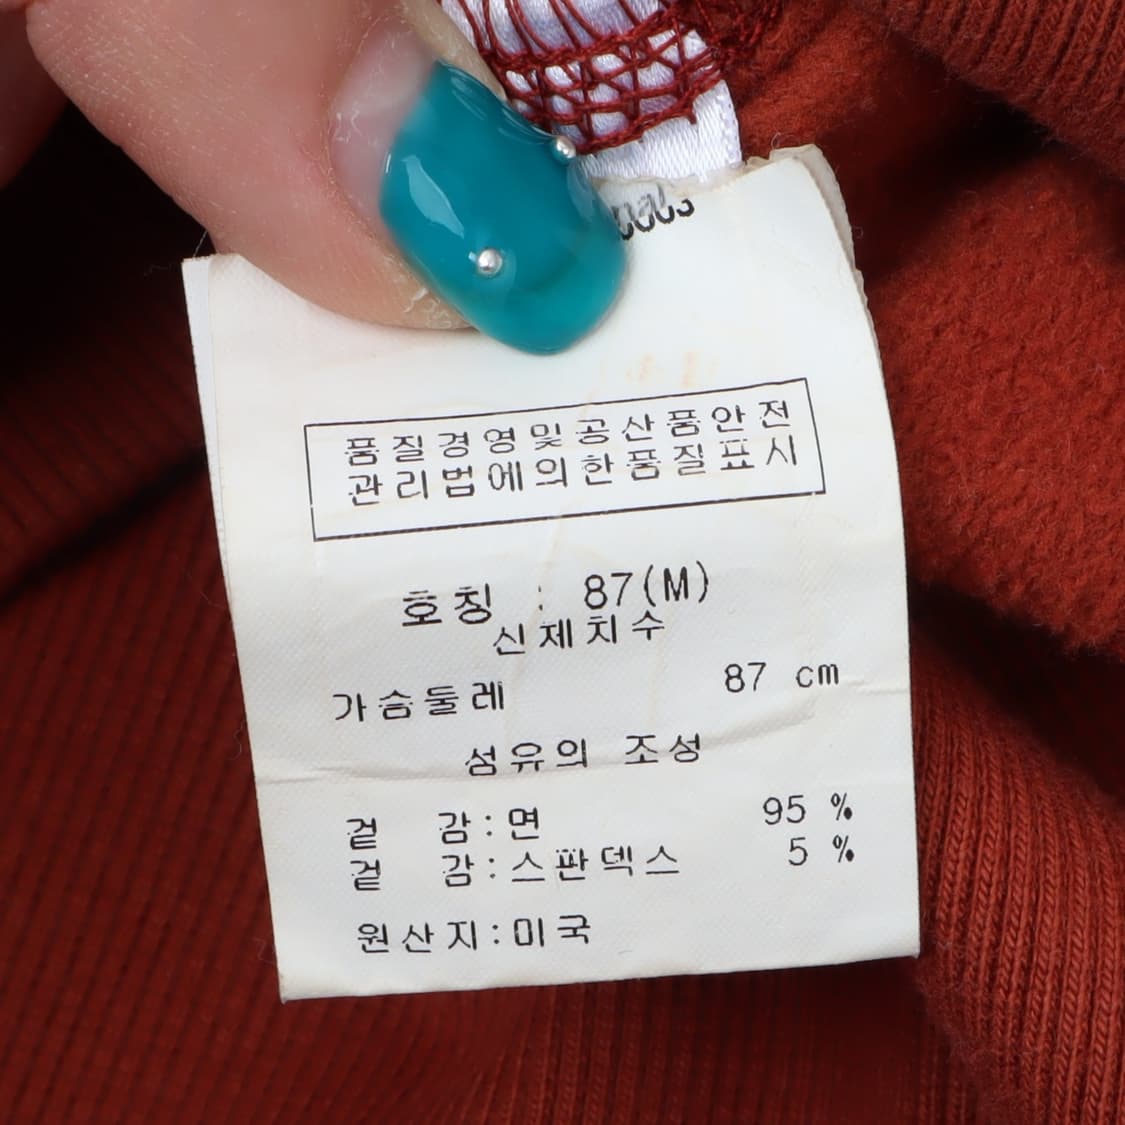 품질경영및공산품안전
관리법에의한품질표시
호칭 : 87(M)
신체치수
가슴둘레 87 cm
섬유의 조성
겉 감:면 95 %
겉 감:스판덱스 5 %
원산지:미국